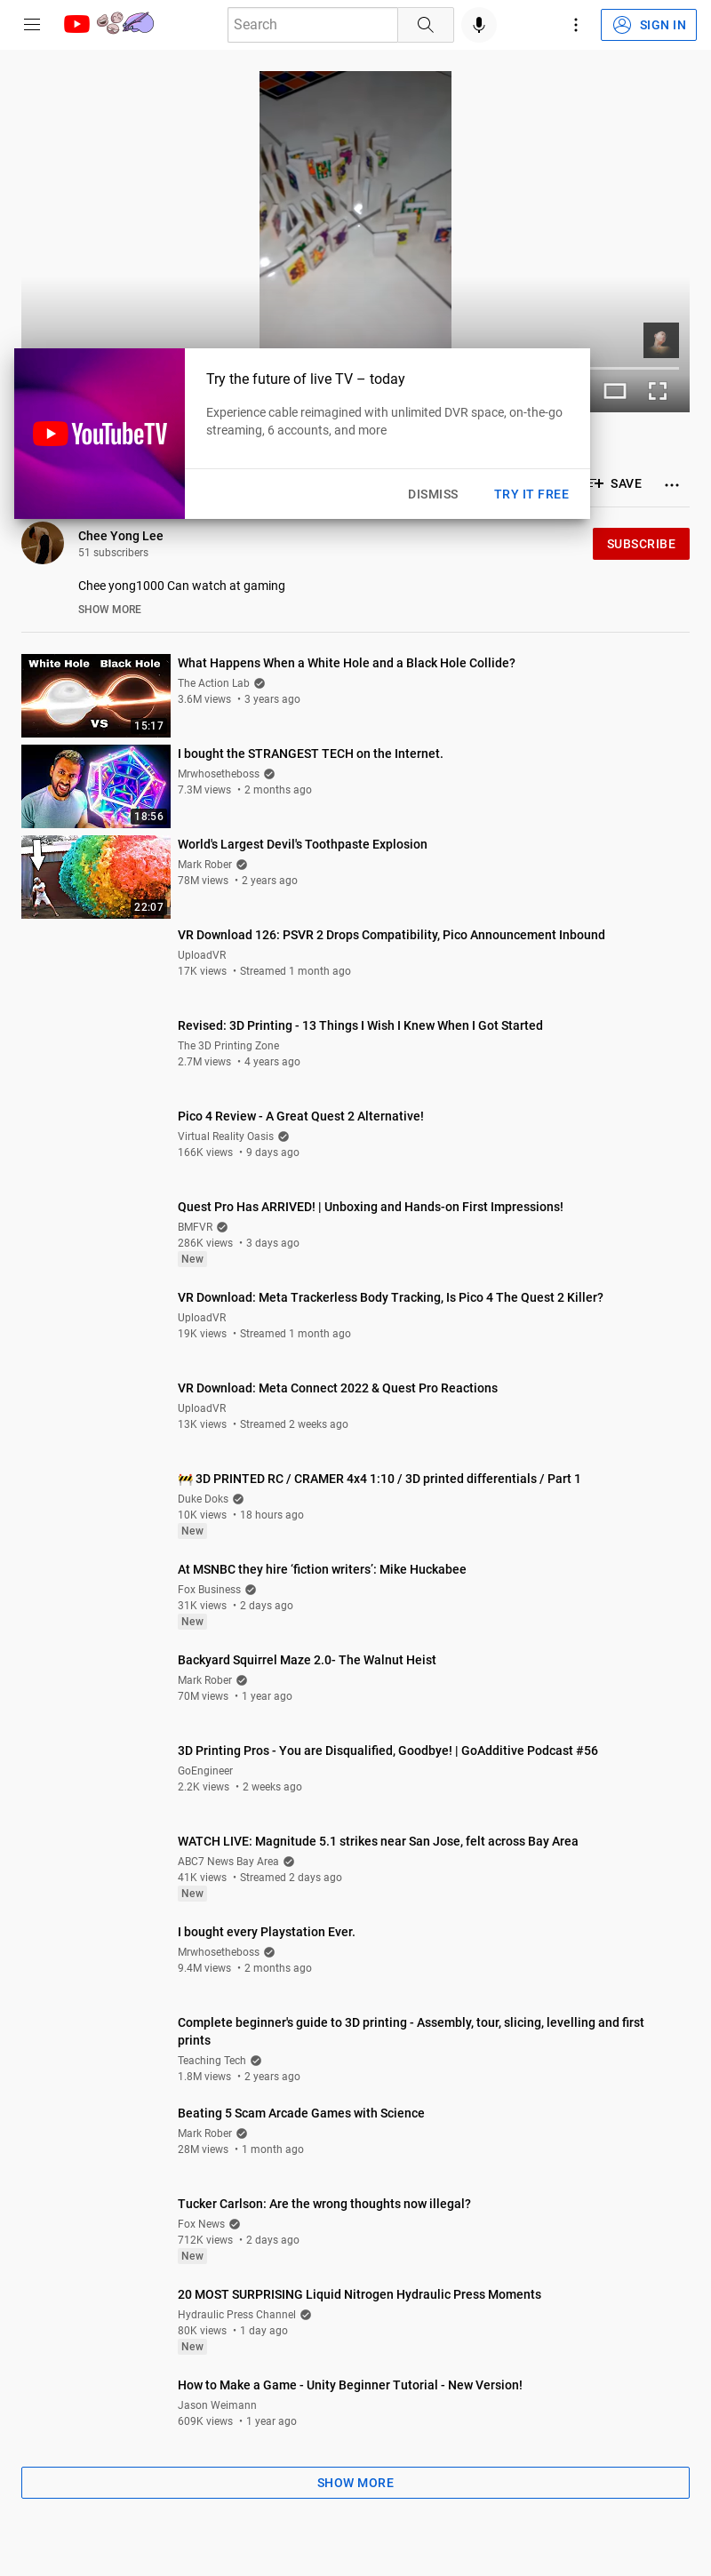 Search
SIGN IN
YouTubeTV
Try the future of live TV – today
Experience cable reimagined with unlimited DVR space, on-the-go
streaming, 6 accounts, and more
DISMISS
TRY IT FREE
SAVE
Chee Yong Lee
51 subscribers
SUBSCRIBE
Chee yong1000 Can watch at gaming
SHOW MORE
White Hole Black Hole
VS
15:17
What Happens When a White Hole and a Black Hole Collide?
The Action Lab
3.6M views • 3 years ago
18:56
I bought the STRANGEST TECH on the Internet.
Mrwhosetheboss
7.3M views • 2 months ago
22:07
World's Largest Devil's Toothpaste Explosion
Mark Rober
78M views • 2 years ago
VR Download 126: PSVR 2 Drops Compatibility, Pico Announcement Inbound
UploadVR
17K views • Streamed 1 month ago
Revised: 3D Printing - 13 Things I Wish I Knew When I Got Started
The 3D Printing Zone
2.7M views • 4 years ago
Pico 4 Review - A Great Quest 2 Alternative!
Virtual Reality Oasis
166K views • 9 days ago
Quest Pro Has ARRIVED! | Unboxing and Hands-on First Impressions!
BMFVR
286K views • 3 days ago
New
VR Download: Meta Trackerless Body Tracking, Is Pico 4 The Quest 2 Killer?
UploadVR
19K views • Streamed 1 month ago
VR Download: Meta Connect 2022 & Quest Pro Reactions
UploadVR
13K views • Streamed 2 weeks ago
🚧 3D PRINTED RC / CRAMER 4x4 1:10 / 3D printed differentials / Part 1
Duke Doks
10K views • 18 hours ago
New
At MSNBC they hire ‘fiction writers’: Mike Huckabee
Fox Business
31K views • 2 days ago
New
Backyard Squirrel Maze 2.0- The Walnut Heist
Mark Rober
70M views • 1 year ago
3D Printing Pros - You are Disqualified, Goodbye! | GoAdditive Podcast #56
GoEngineer
2.2K views • 2 weeks ago
WATCH LIVE: Magnitude 5.1 strikes near San Jose, felt across Bay Area
ABC7 News Bay Area
41K views • Streamed 2 days ago
New
I bought every Playstation Ever.
Mrwhosetheboss
9.4M views • 2 months ago
Complete beginner's guide to 3D printing - Assembly, tour, slicing, levelling and first
prints
Teaching Tech
1.8M views • 2 years ago
Beating 5 Scam Arcade Games with Science
Mark Rober
28M views • 1 month ago
Tucker Carlson: Are the wrong thoughts now illegal?
Fox News
712K views • 2 days ago
New
20 MOST SURPRISING Liquid Nitrogen Hydraulic Press Moments
Hydraulic Press Channel
80K views • 1 day ago
New
How to Make a Game - Unity Beginner Tutorial - New Version!
Jason Weimann
609K views • 1 year ago
SHOW MORE